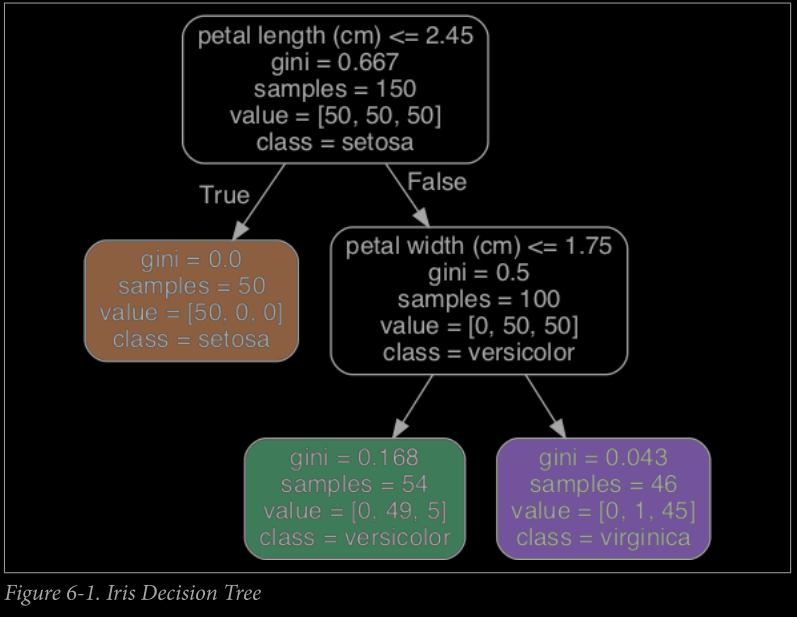 petal length (cm) <= 2.45
gini = 0.667
samples = 150
value = [50, 50, 50]
class = setosa
True
False
gini = 0.0
samples = 50
value = [50. 0. 0]
class = setosa
petal width (cm) <= 1.75
gini = 0.5
samples = 100
value = [0, 50, 50]
class = versicolor
gini = 0.168
samples = 54
value = [0. 49, 5]
class = versicolor
gini = 0.043
samples = 46
value = [0, 1, 45]
class = virginica
Figure 6-1. Iris Decision Tree